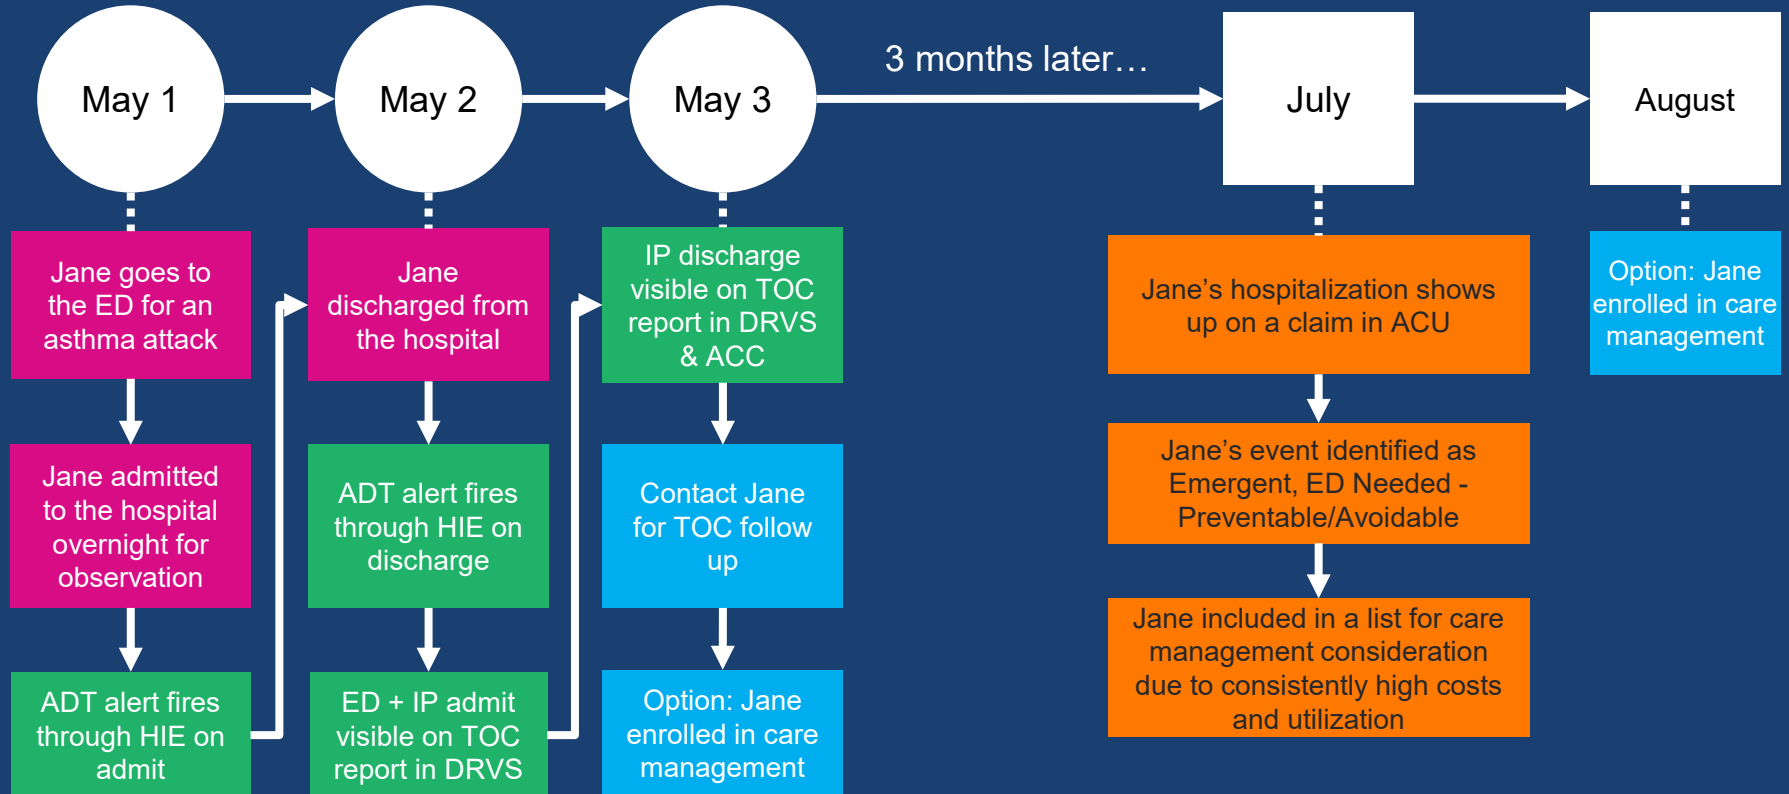 May 1
May 2
May 3
3 months later…
July
August
Jane goes to
the ED for an
asthma attack
Jane admitted
to the hospital
overnight for
observation
ADT alert fires
through HIE on
admit
Jane
discharged from
the hospital
ADT alert fires
through HIE on
discharge
ED + IP admit
visible on TOC
report in DRVS
IP discharge
visible on TOC
report in DRVS
& ACC
Contact Jane
for TOC follow
up
Option: Jane
enrolled in care
management
Jane’s hospitalization shows
up on a claim in ACU
Jane’s event identified as
Emergent, ED Needed -
Preventable/Avoidable
Jane included in a list for care
management consideration
due to consistently high costs
and utilization
Option: Jane
enrolled in care
management